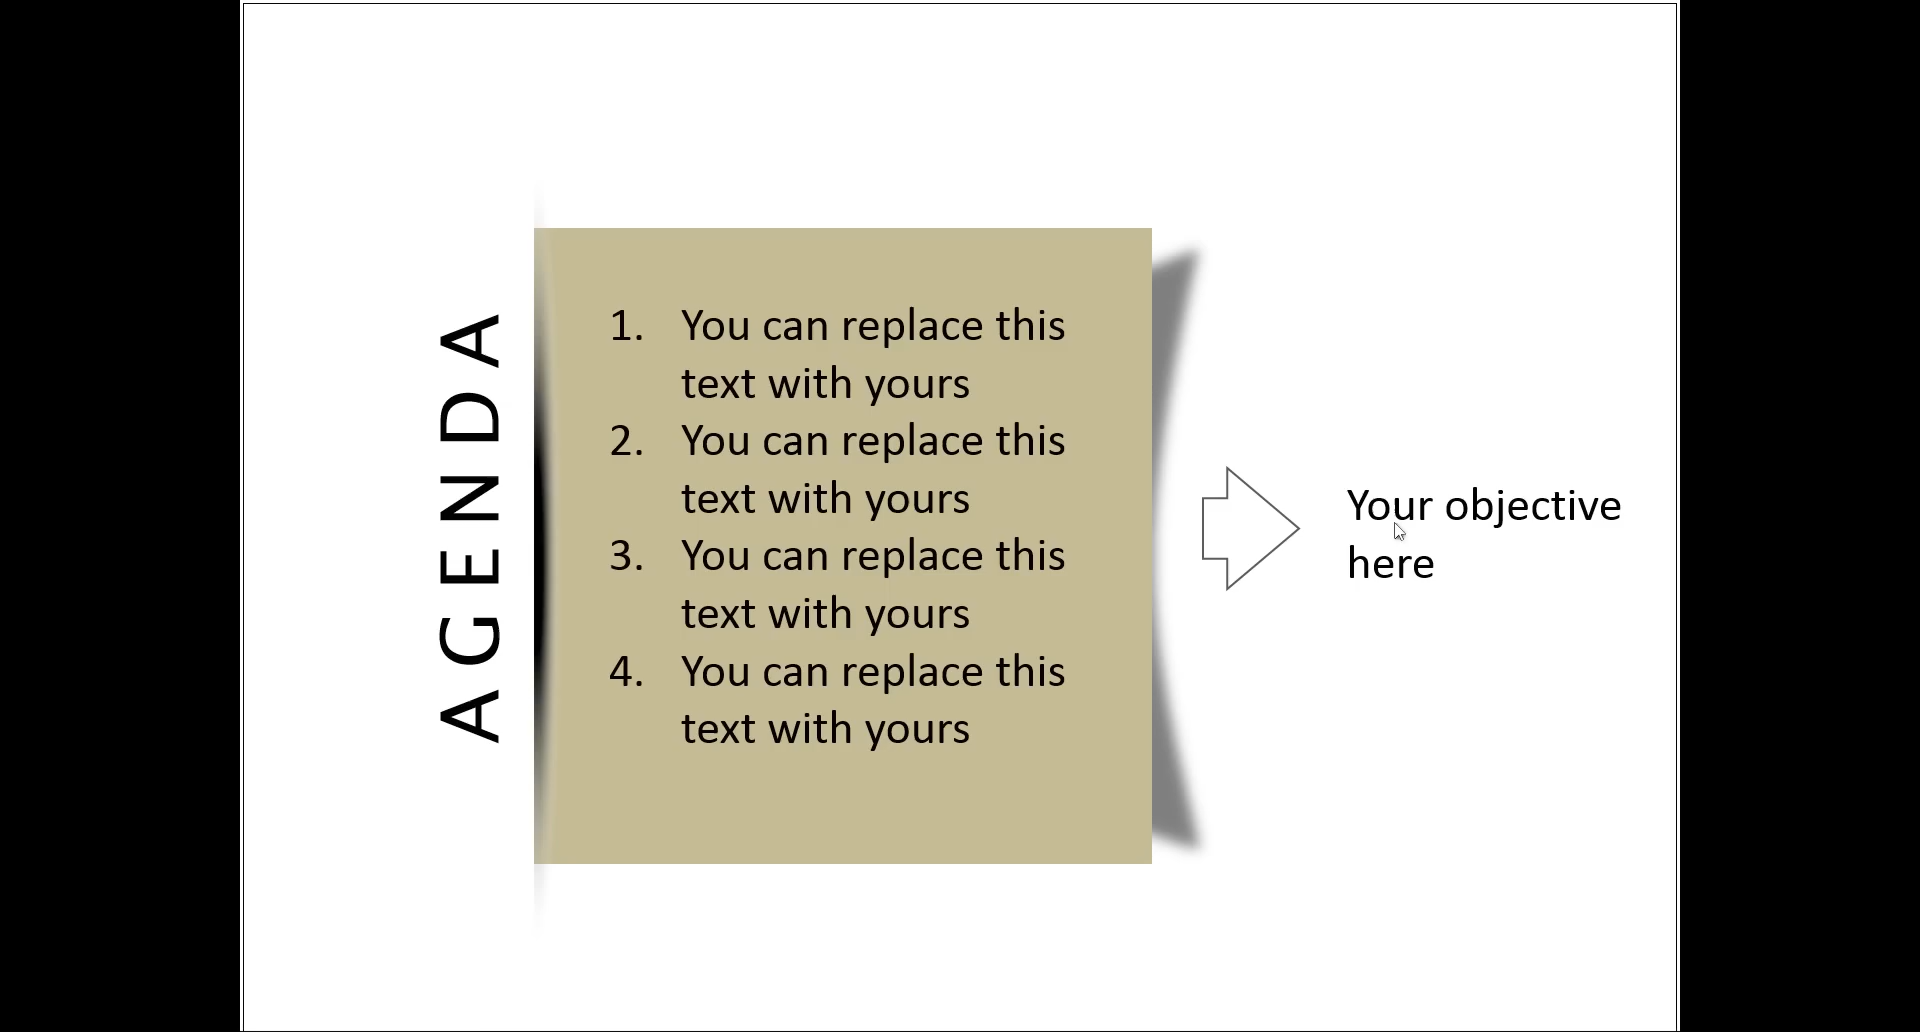 AGENDA
1. You can replace this
text with yours
2. You can replace this
text with yours
3. You can replace this
text with yours
4. You can replace this
text with yours
Your objective
here